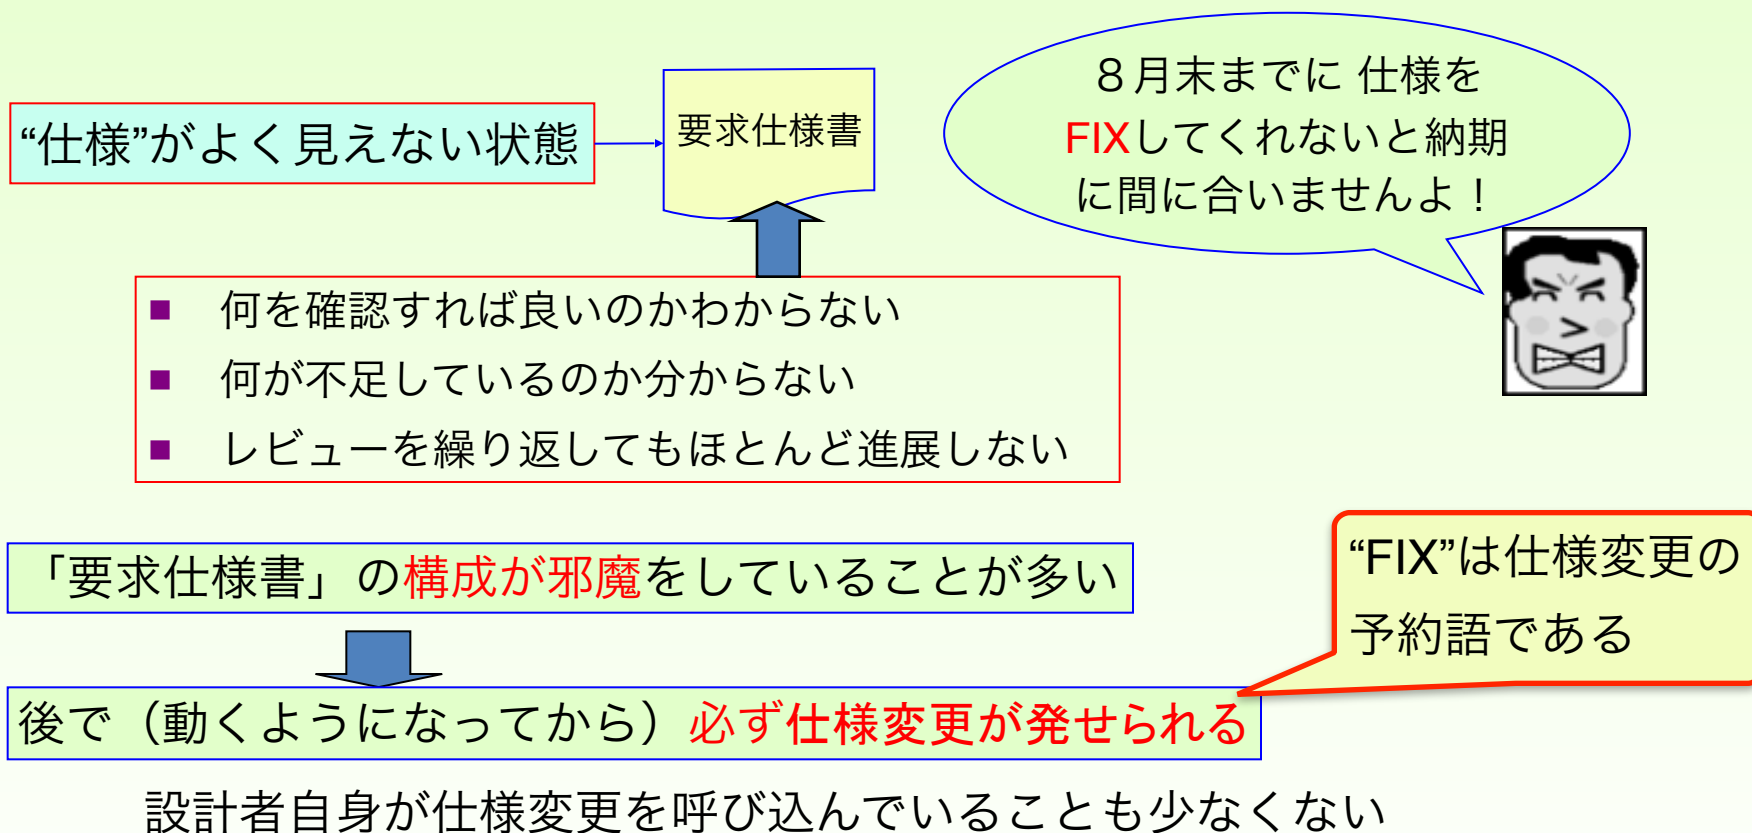 “仕様”がよく見えない状態
要求仕様書
８月末までに 仕様を
FIXしてくれないと納期
に間に合いませんよ！
■ 何を確認すれば良いのかわからない
■ 何が不足しているのか分からない
■ レビューを繰り返してもほとんど進展しない
「要求仕様書」の構成が邪魔をしていることが多い
“FIX”は仕様変更の
予約語である
後で（動くようになってから）必ず仕様変更が発せられる
設計者自身が仕様変更を呼び込んでいることも少なくない